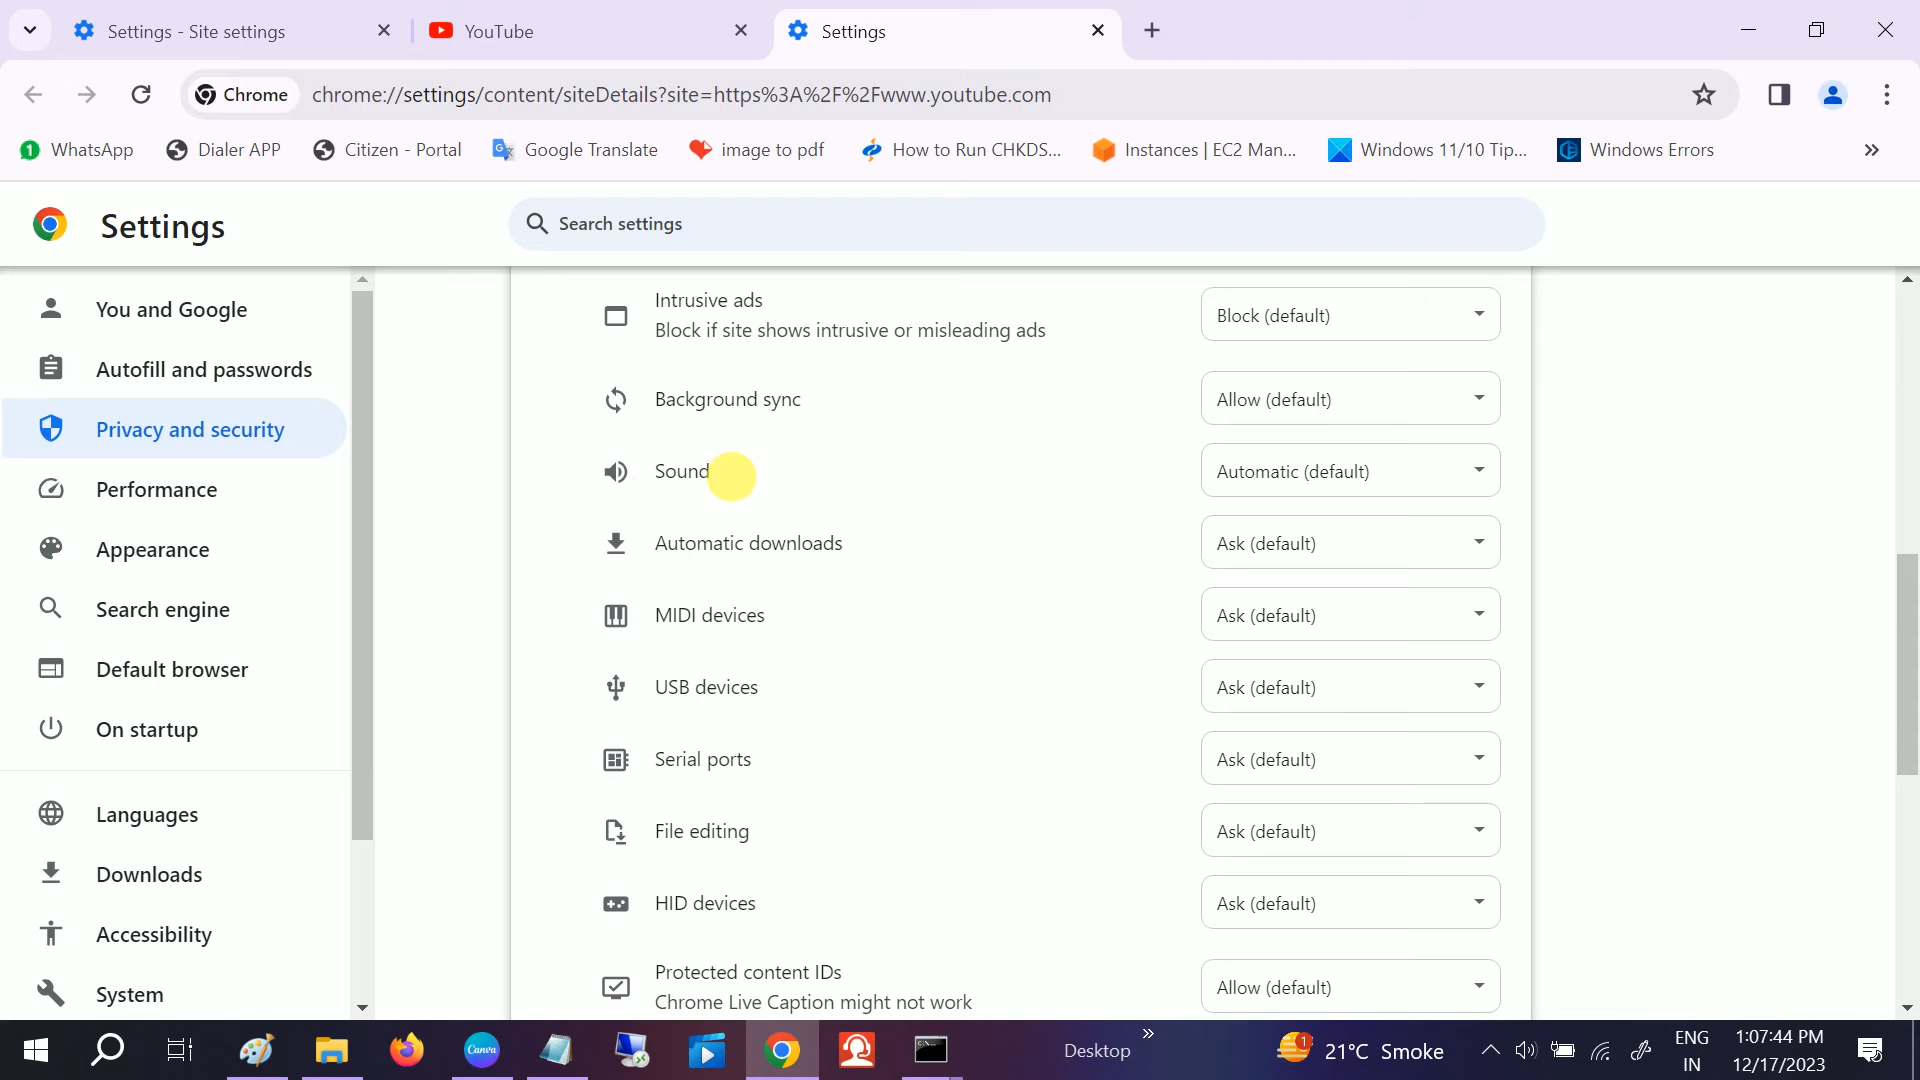 Settings - Site settings
YouTube
Settings
Chrome
chrome://settings/content/siteDetails?site=https%3A%2F%2Fwww.youtube.com
1 WhatsApp
Dialer APP
Citizen - Portal
Google Translate
image to pdf
How to Run CHKDS...
Instances | EC2 Man...
Windows 11/10 Tip...
Windows Errors
Settings
Search settings
You and Google
Autofill and passwords
Privacy and security
Performance
Appearance
Search engine
Default browser
On startup
Languages
Downloads
Accessibility
System
Intrusive ads
Block if site shows intrusive or misleading ads
Block (default)
Background sync
Allow (default)
Sound
Automatic (default)
Automatic downloads
Ask (default)
MIDI devices
Ask (default)
USB devices
Ask (default)
Serial ports
Ask (default)
File editing
Ask (default)
HID devices
Ask (default)
Protected content IDs
Chrome Live Caption might not work
Allow (default)
Canva
Desktop
1
21°C Smoke
ENG
IN
1:07:44 PM
12/17/2023